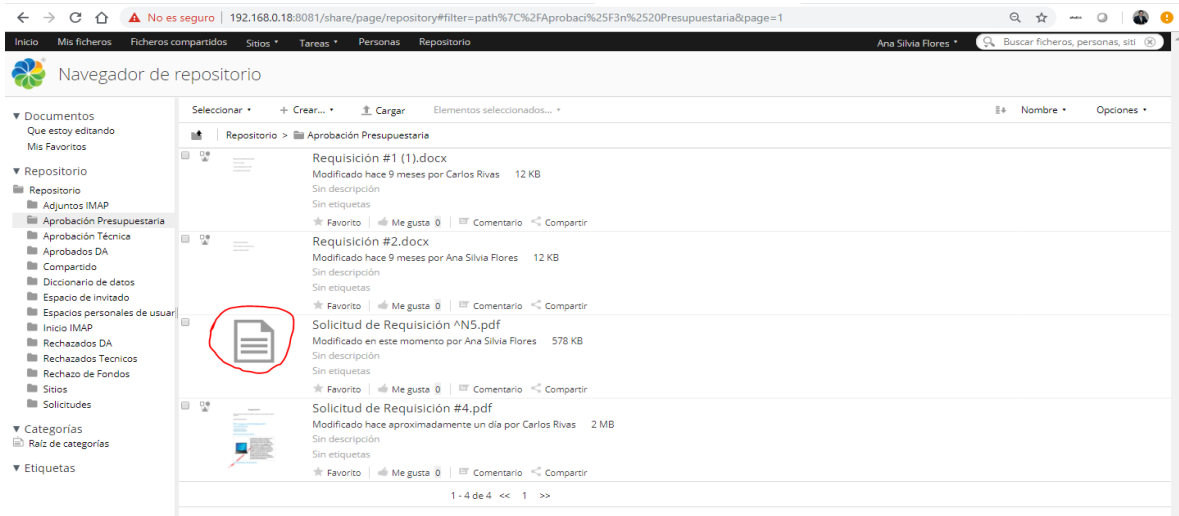 No es seguro | 192.168.0.18:8081/share/page/repository#filter=path%7C%2FAprobaci%25F3n%2520Presupuestaria&page=1
Inicio Mis ficheros Ficheros compartidos Sitios Tareas Personas Repositorio Ana Silvia Flores Buscar ficheros, personas, siti
Navegador de repositorio
Documentos
Que estoy editando
Mis Favoritos
Repositorio
Repositorio
Adjuntos IMAP
Aprobación Presupuestaria
Aprobación Técnica
Aprobados DA
Compartido
Diccionario de datos
Espacio de invitado
Espacios personales de usuar
Inicio IMAP
Rechazados DA
Rechazados Tecnicos
Rechazo de Fondos
Sitios
Solicitudes
Categorías
Raíz de categorías
Etiquetas
Seleccionar + Crear... Cargar Elementos seleccionados... Nombre Opciones
Repositorio > Aprobación Presupuestaria
Requisición #1 (1).docx
Modificado hace 9 meses por Carlos Rivas 12 KB
Sin descripción
Sin etiquetas
Favorito Me gusta 0 Comentario Compartir
Requisición #2.docx
Modificado hace 9 meses por Ana Silvia Flores 12 KB
Sin descripción
Sin etiquetas
Favorito Me gusta 0 Comentario Compartir
Solicitud de Requisición ^N5.pdf
Modificado en este momento por Ana Silvia Flores 578 KB
Sin descripción
Sin etiquetas
Favorito Me gusta 0 Comentario Compartir
Solicitud de Requisición #4.pdf
Modificado hace aproximadamente un día por Carlos Rivas 2 MB
Sin descripción
Sin etiquetas
Favorito Me gusta 0 Comentario Compartir
1 - 4 de 4 << 1 >>